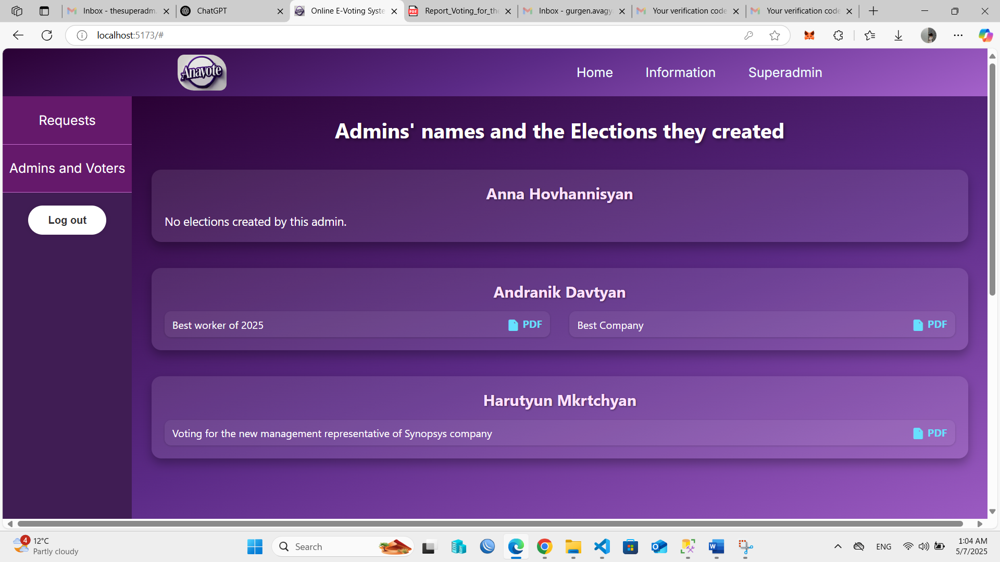 Inbox - thesuperadm
ChatGPT
Online E-Voting Syste
Report_Voting_for_the
Inbox - gurgen.avagy
Your verification code
Your verification code
localhost:5173/#
Anavote
Home
Information
Superadmin
Requests
Admins and Voters
Log out
Admins' names and the Elections they created
Anna Hovhannisyan
No elections created by this admin.
Andranik Davtyan
Best worker of 2025
PDF
Best Company
PDF
Harutyun Mkrtchyan
Voting for the new management representative of Synopsys company
PDF
4
12°C
Partly cloudy
Search
ENG
1:04 AM
5/7/2025